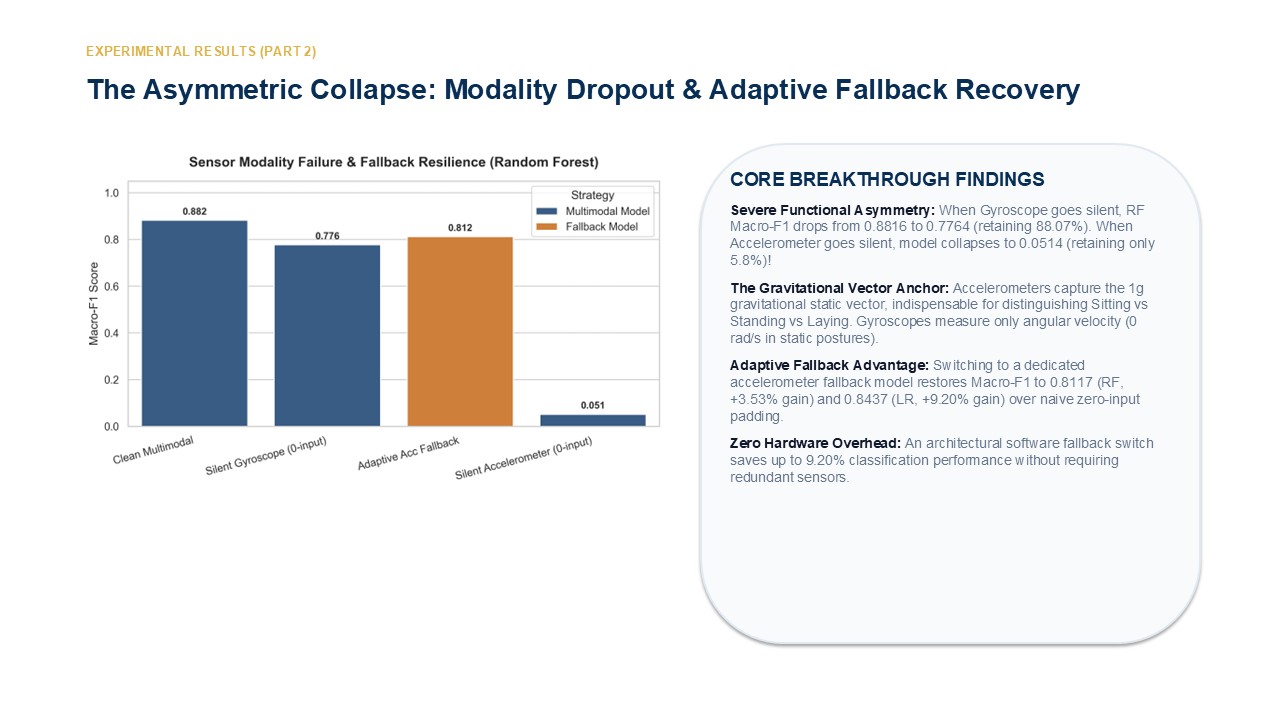 EXPERIMENTAL RESULTS (PART 2)
The Asymmetric Collapse: Modality Dropout & Adaptive Fallback Recovery
Sensor Modality Failure & Fallback Resilience (Random Forest)
Macro-F1 Score
1.0
0.8
0.6
0.4
0.2
0.0
0.882
0.776
0.812
0.051
Strategy
Multimodal Model
Fallback Model
Clean Multimodal
Silent Gyroscope (0-input)
Adaptive Acc Fallback
Silent Accelerometer (0-input)
CORE BREAKTHROUGH FINDINGS
Severe Functional Asymmetry: When Gyroscope goes silent, RF
Macro-F1 drops from 0.8816 to 0.7764 (retaining 88.07%). When
Accelerometer goes silent, model collapses to 0.0514 (retaining only
5.8%)!
The Gravitational Vector Anchor: Accelerometers capture the 1g
gravitational static vector, indispensable for distinguishing Sitting vs
Standing vs Laying. Gyroscopes measure only angular velocity (0
rad/s in static postures).
Adaptive Fallback Advantage: Switching to a dedicated
accelerometer fallback model restores Macro-F1 to 0.8117 (RF,
+3.53% gain) and 0.8437 (LR, +9.20% gain) over naive zero-input
padding.
Zero Hardware Overhead: An architectural software fallback switch
saves up to 9.20% classification performance without requiring
redundant sensors.